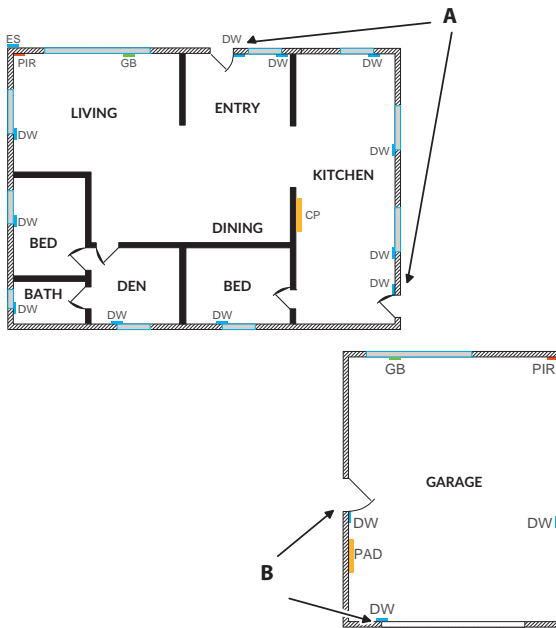 A
ES
DW
PIR
GB
DW
DW
LIVING
ENTRY
DW
DW
KITCHEN
CP
DW
DINING
BED
DW
DEN
BED
DW
BATH
DW
DW
DW
GB
PIR
GARAGE
DW
DW
PAD
B
DW